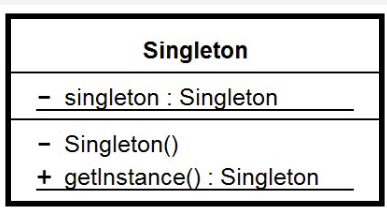 Singleton
- singleton : Singleton
- Singleton()
+ getInstance() : Singleton